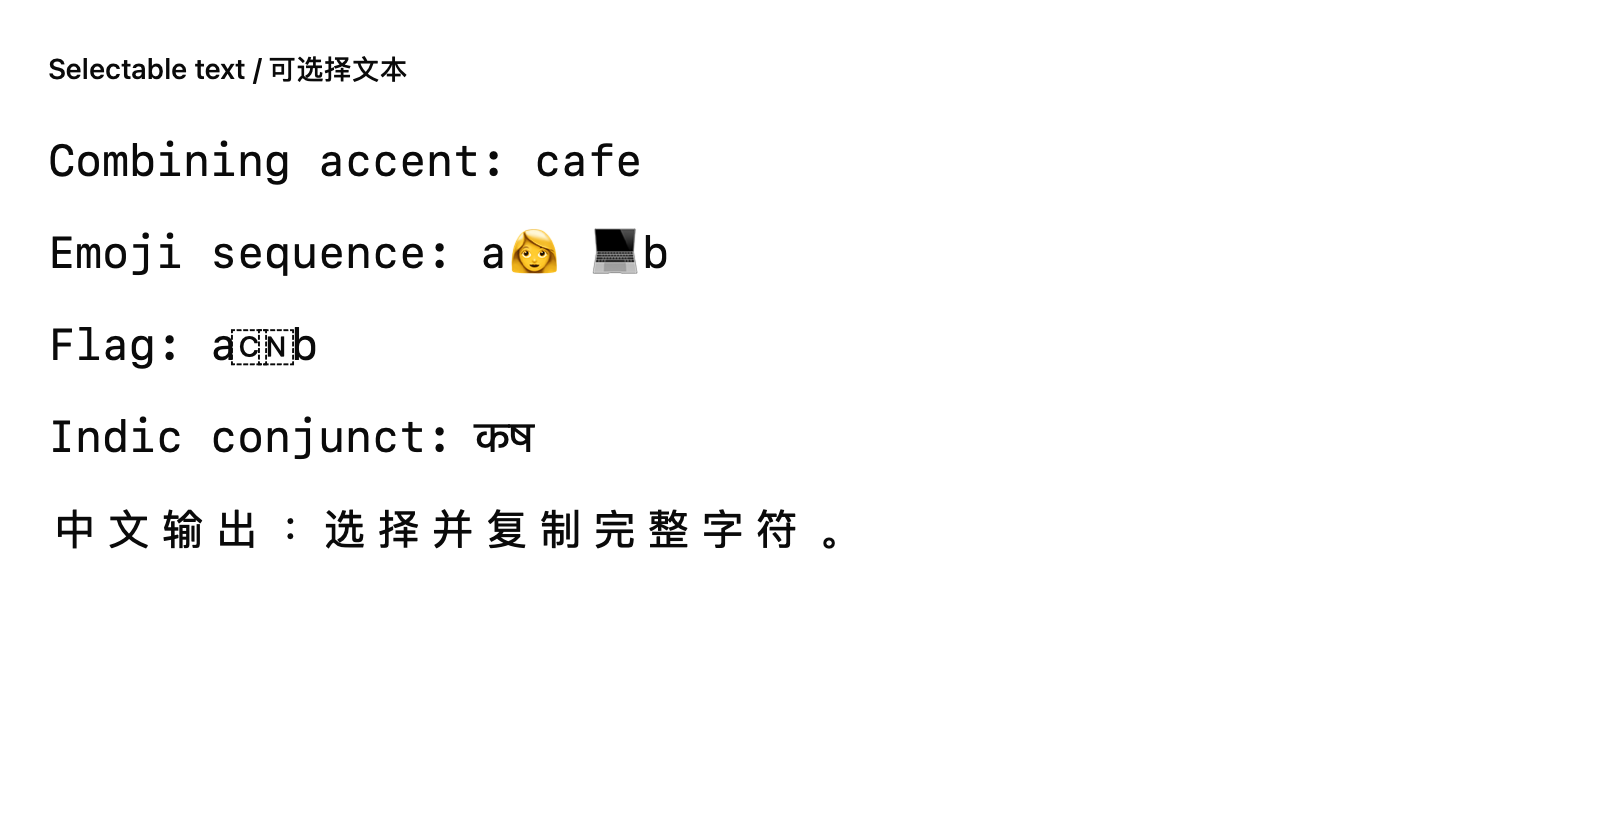 Selectable text / 可选择文本
Combining accent: cafe
Emoji sequence: a👩 💻b
Flag: a🇨​🇳b
Indic conjunct: कष
中文输出：选择并复制完整字符。